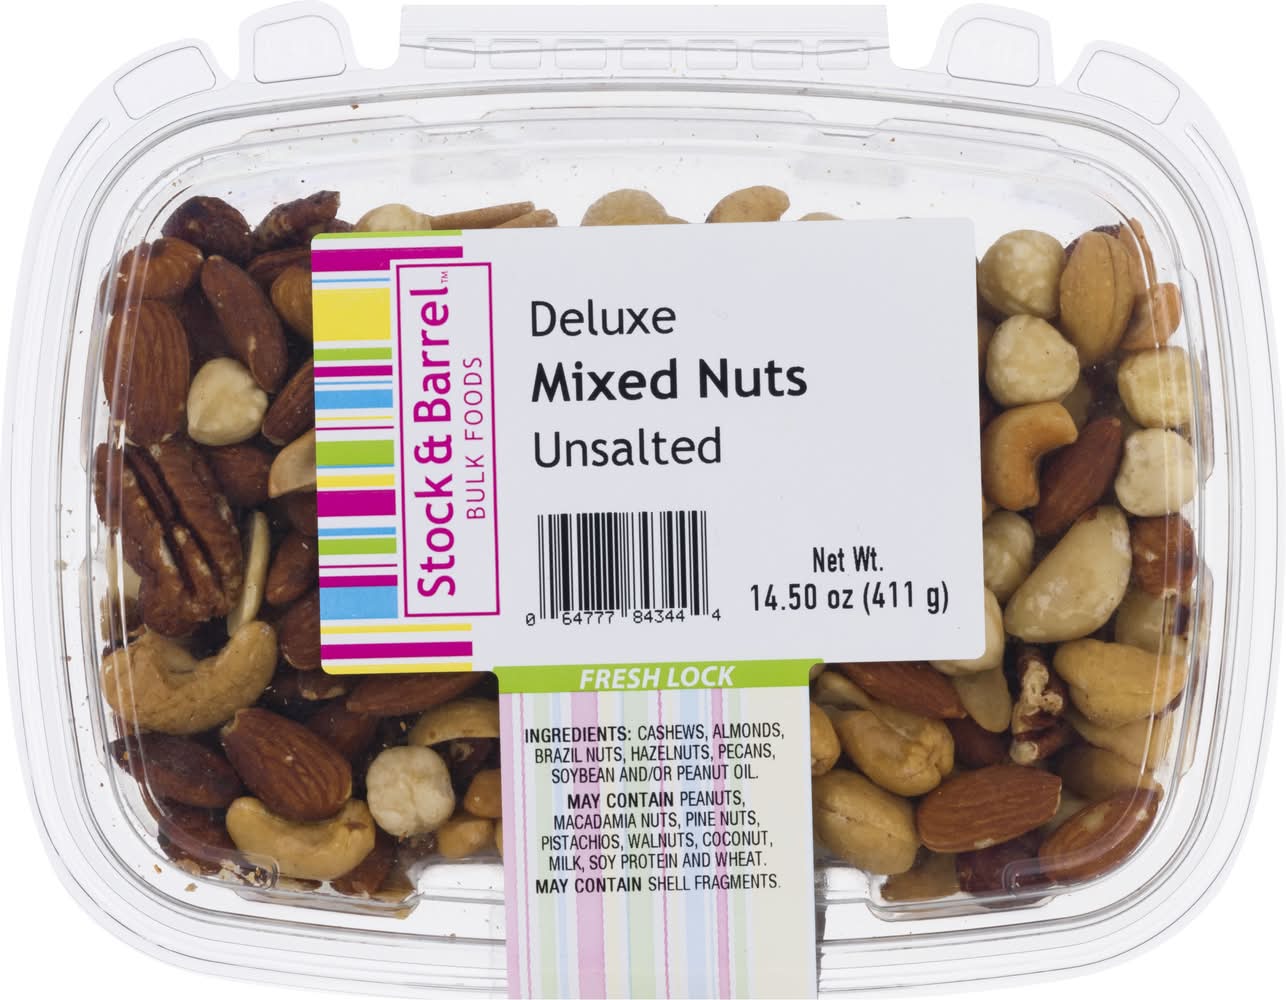 Stock & Barrel™
BULK FOODS
Deluxe
Mixed Nuts
Unsalted
0 64777 84344 4
Net Wt.
14.50 oz (411 g)
FRESH LOCK
INGREDIENTS: CASHEWS, ALMONDS,
BRAZIL NUTS, HAZELNUTS, PECANS,
SOYBEAN AND/OR PEANUT OIL.
MAY CONTAIN PEANUTS,
MACADAMIA NUTS, PINE NUTS,
PISTACHIOS, WALNUTS, COCONUT,
MILK, SOY PROTEIN AND WHEAT.
MAY CONTAIN SHELL FRAGMENTS.